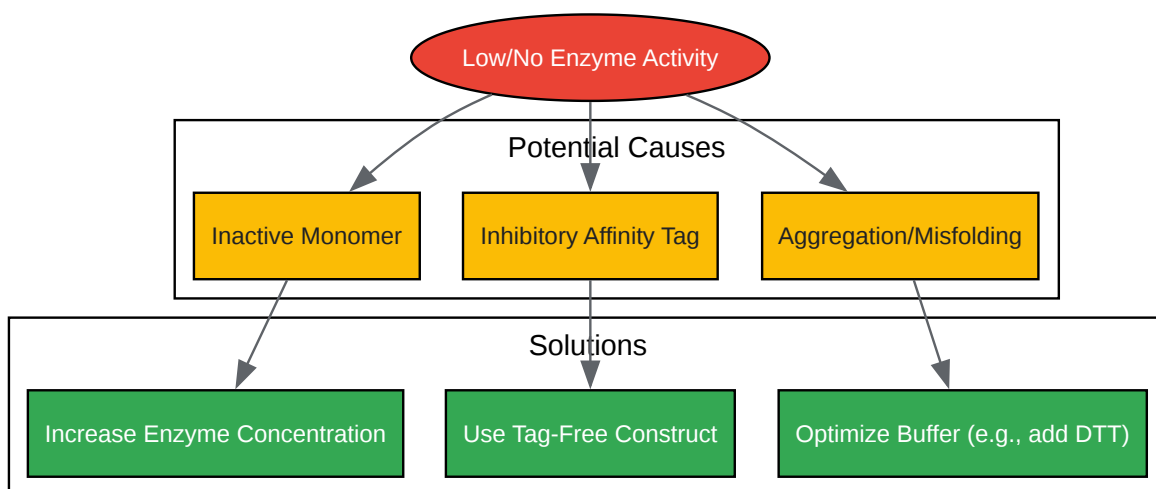 Low/No Enzyme Activity
Potential Causes
Inactive Monomer
Inhibitory Affinity Tag
Aggregation/Misfolding
Solutions
Increase Enzyme Concentration
Use Tag-Free Construct
Optimize Buffer (e.g., add DTT)